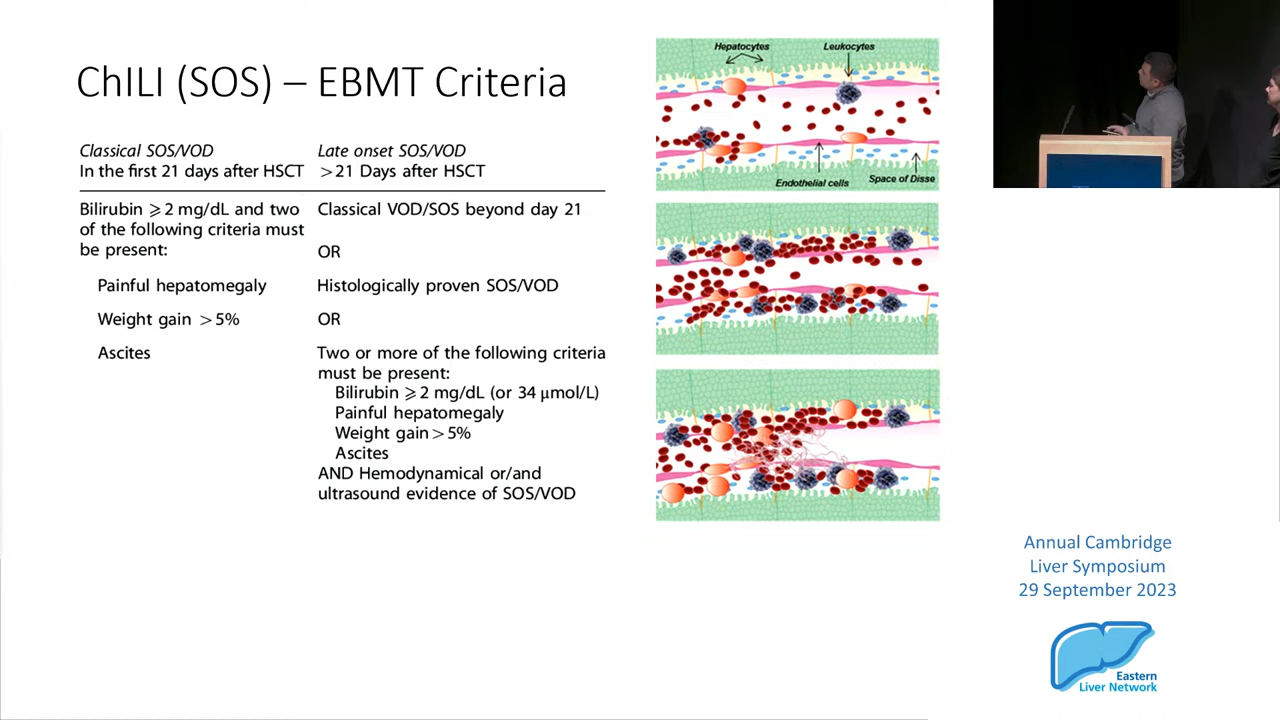 ChILI (SOS) – EBMT Criteria
Classical SOS/VOD
In the first 21 days after HSCT
Late onset SOS/VOD
>21 Days after HSCT
Bilirubin ⩾2 mg/dL and two
of the following criteria must
be present:
Painful hepatomegaly
Weight gain >5%
Ascites
Classical VOD/SOS beyond day 21
OR
Histologically proven SOS/VOD
OR
Two or more of the following criteria
must be present:
Bilirubin ⩾2 mg/dL (or 34 μmol/L)
Painful hepatomegaly
Weight gain>5%
Ascites
AND Hemodynamical or/and
ultrasound evidence of SOS/VOD
Hepatocytes
Leukocytes
Endothelial cells
Space of Disse
Annual Cambridge
Liver Symposium
29 September 2023
Eastern
Liver Network